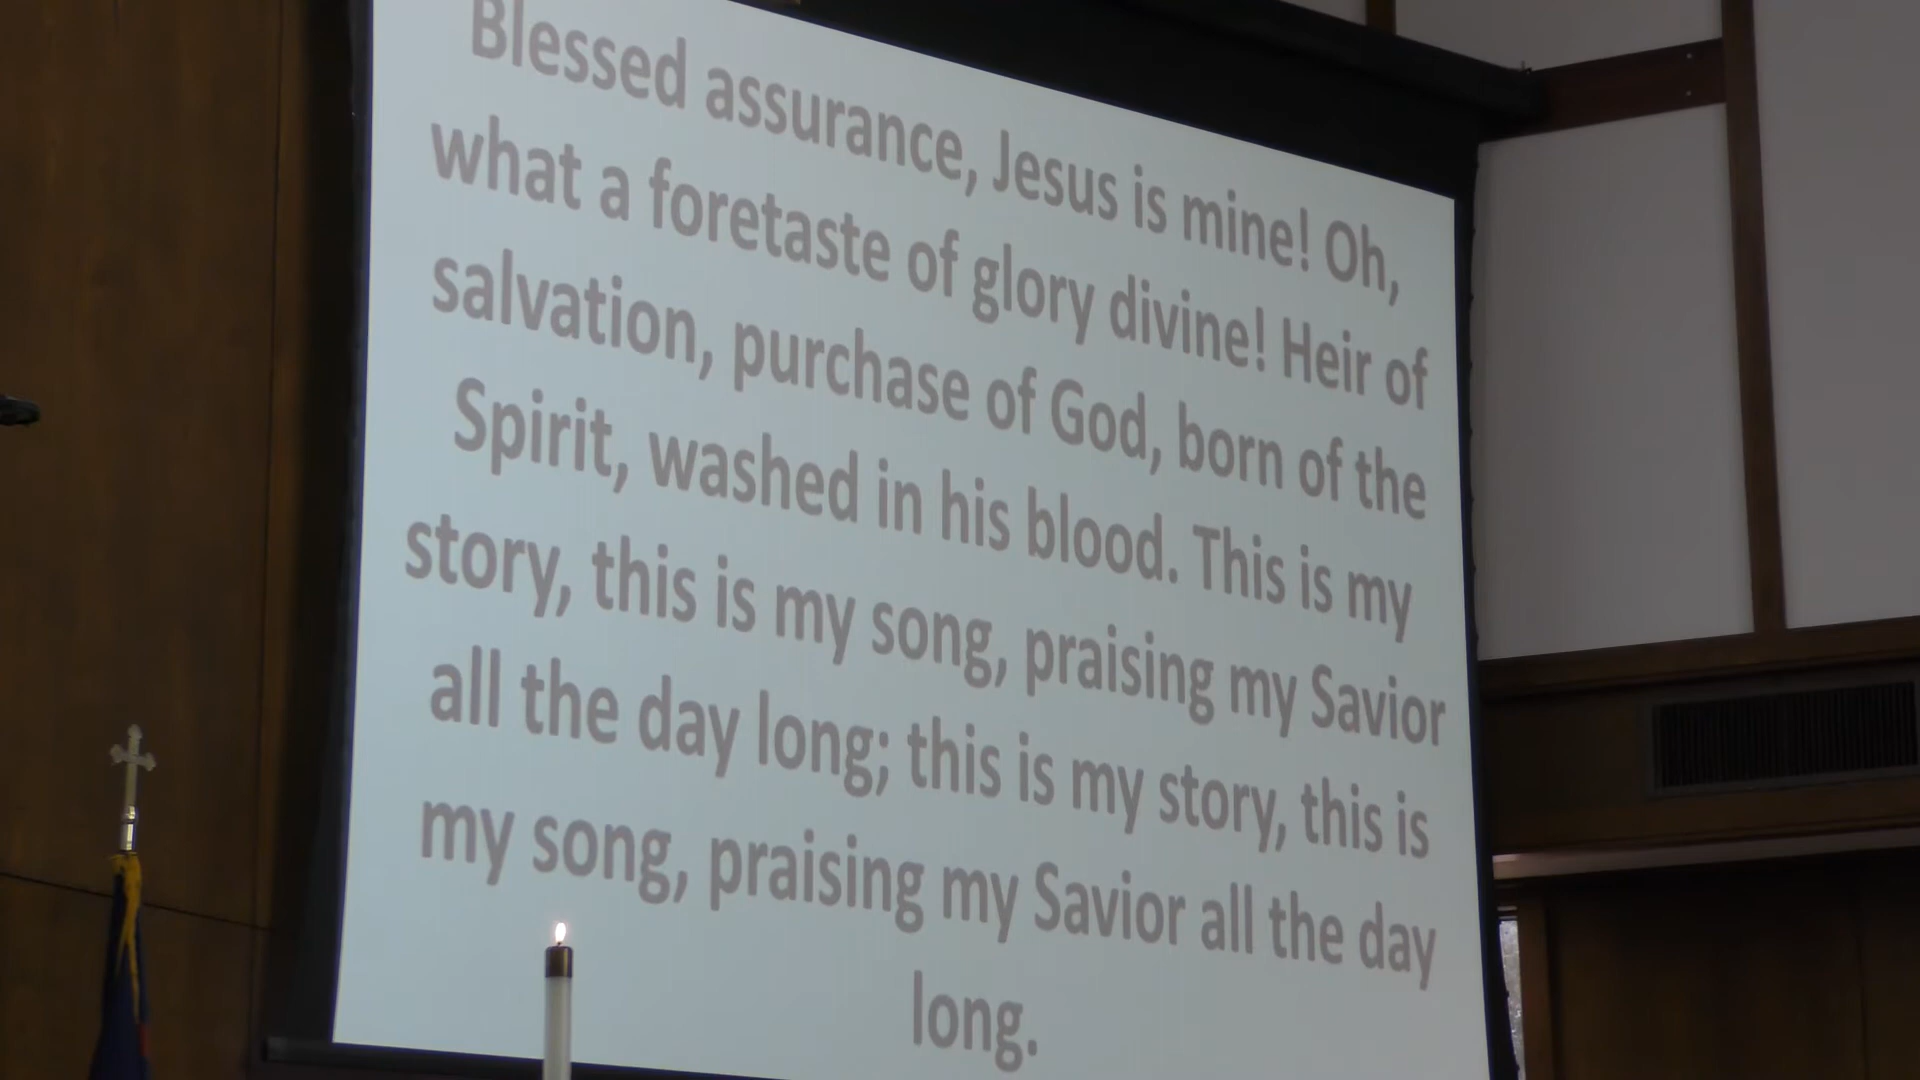 Blessed assurance, Jesus is mine! Oh,
what a foretaste of glory divine! Heir of
salvation, purchase of God, born of the
Spirit, washed in his blood. This is my
story, this is my song, praising my Savior
all the day long; this is my story, this is
my song, praising my Savior all the day
long.